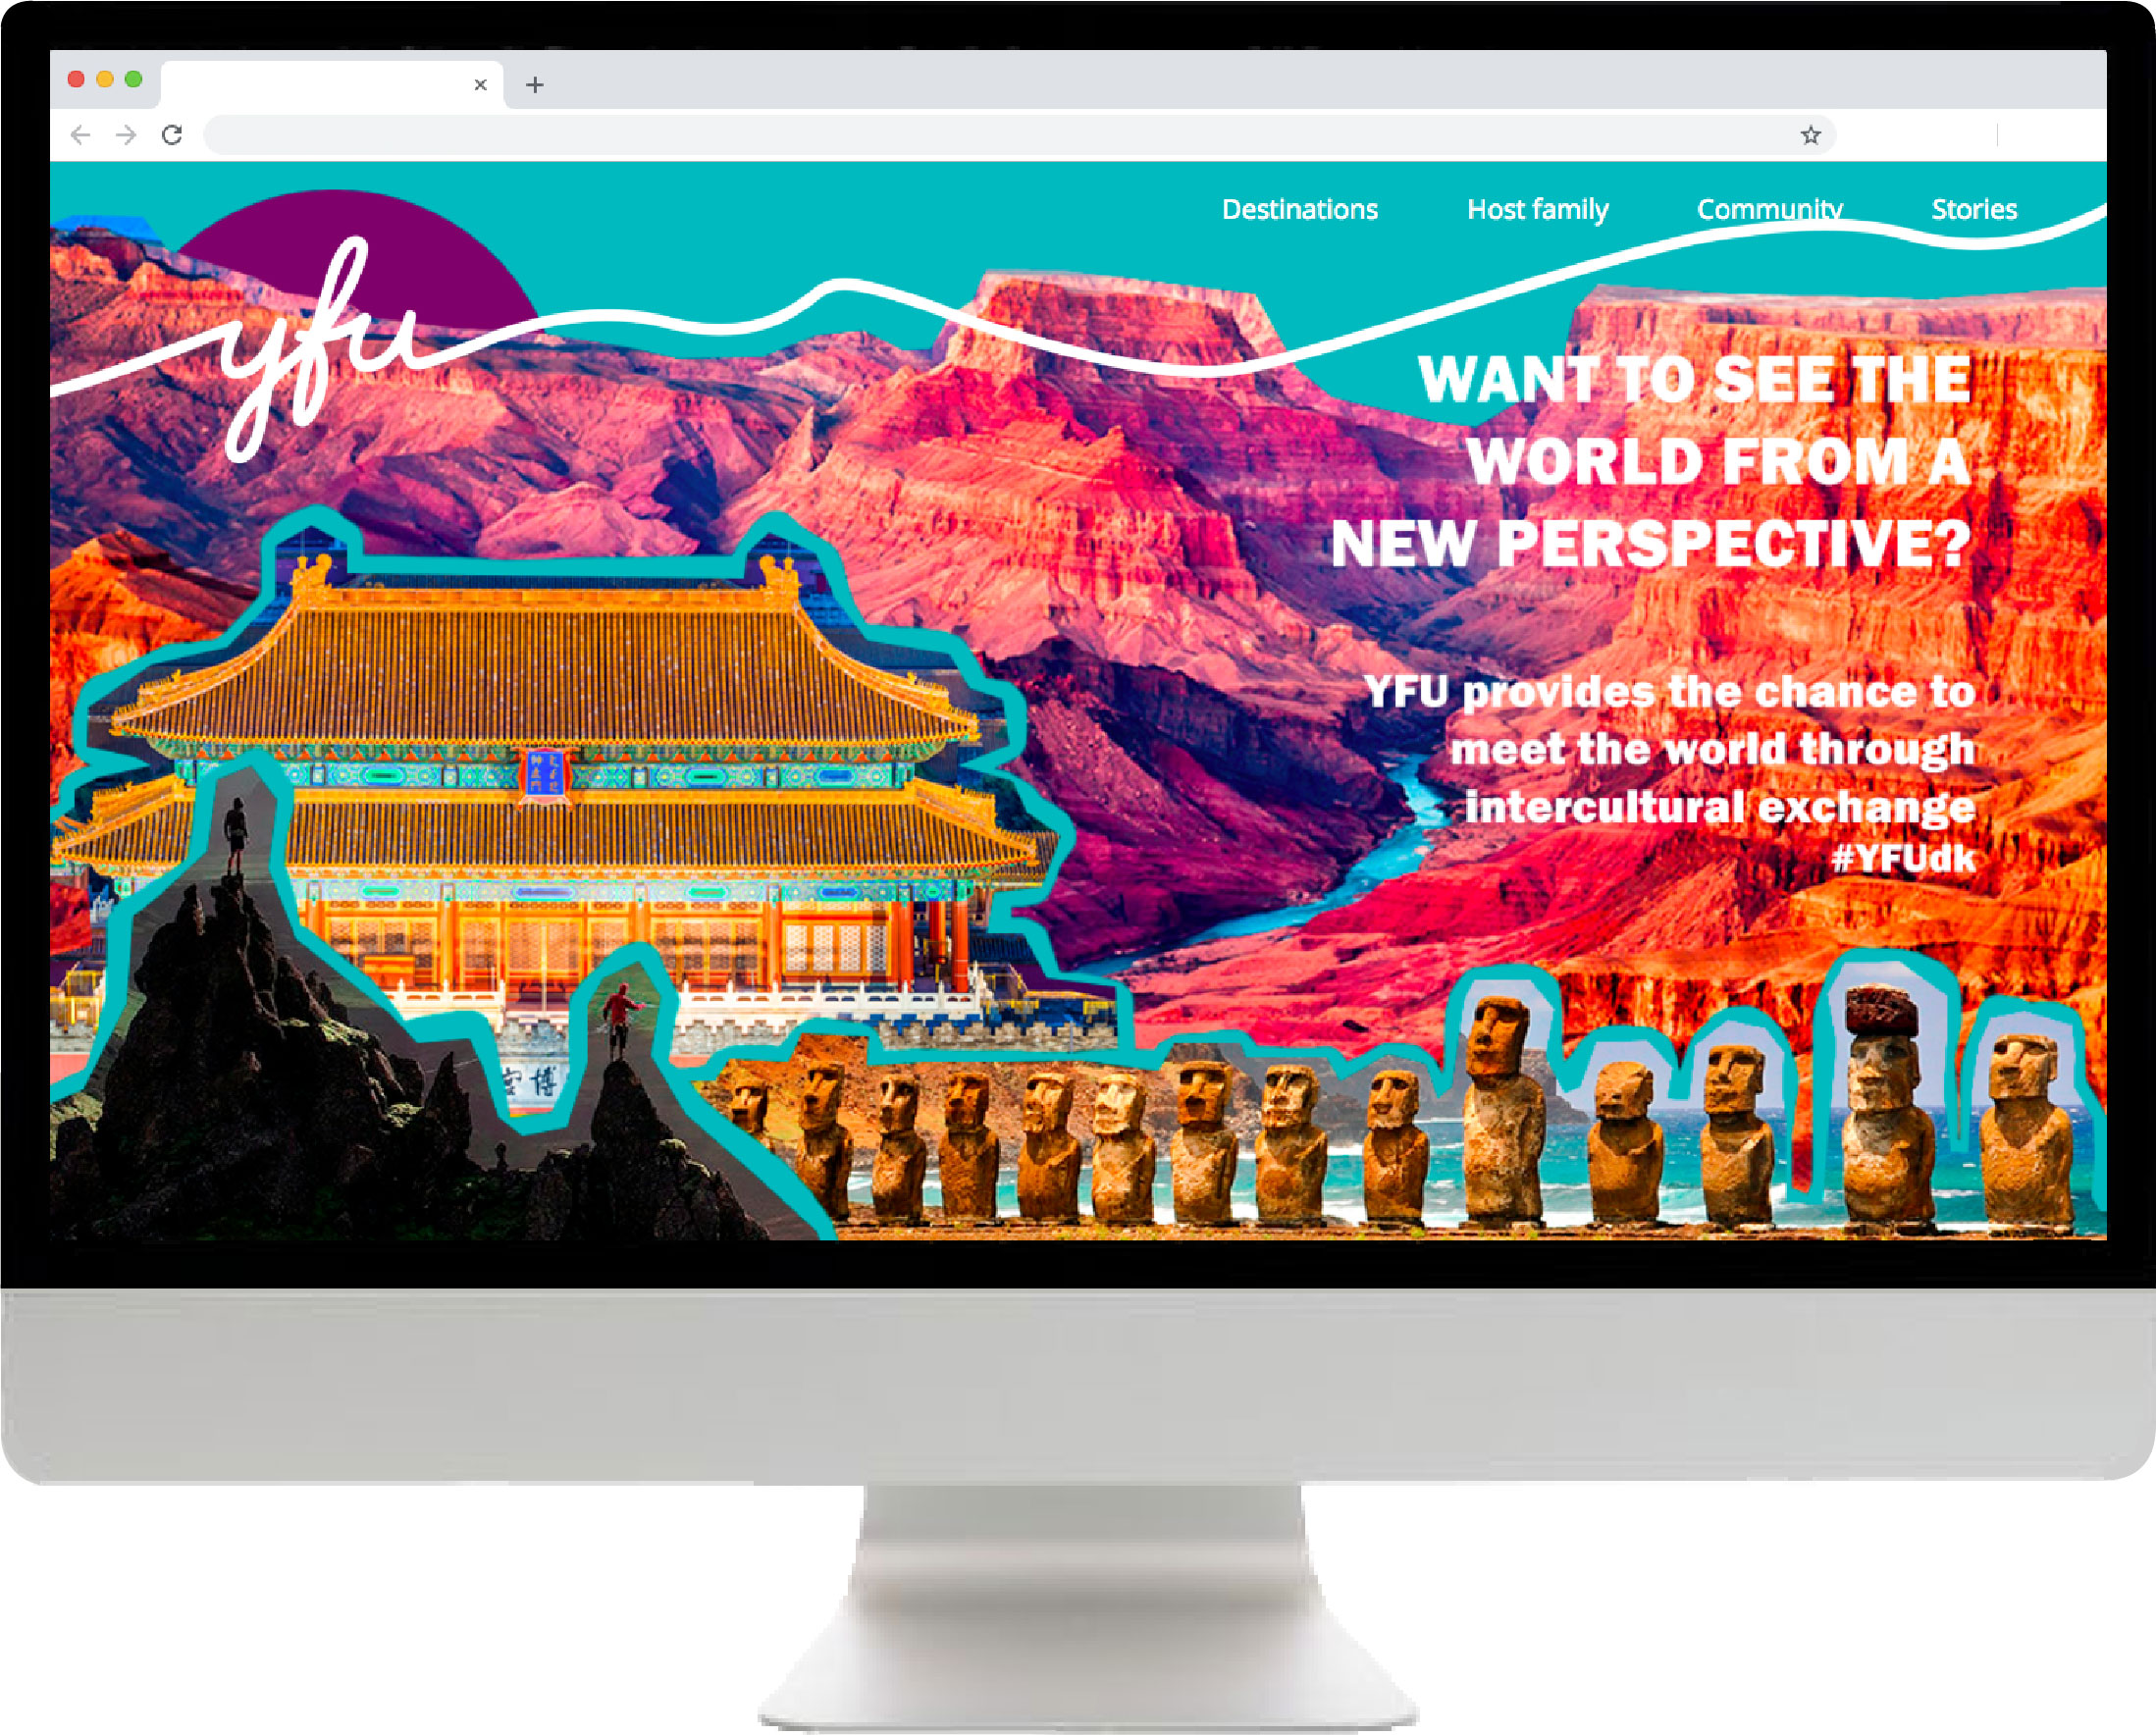 Destinations Host family Community Stories
yfu
WANT TO SEE THE
WORLD FROM A
NEW PERSPECTIVE?
YFU provides the chance to
meet the world through
intercultural exchange
#YFUdk
博